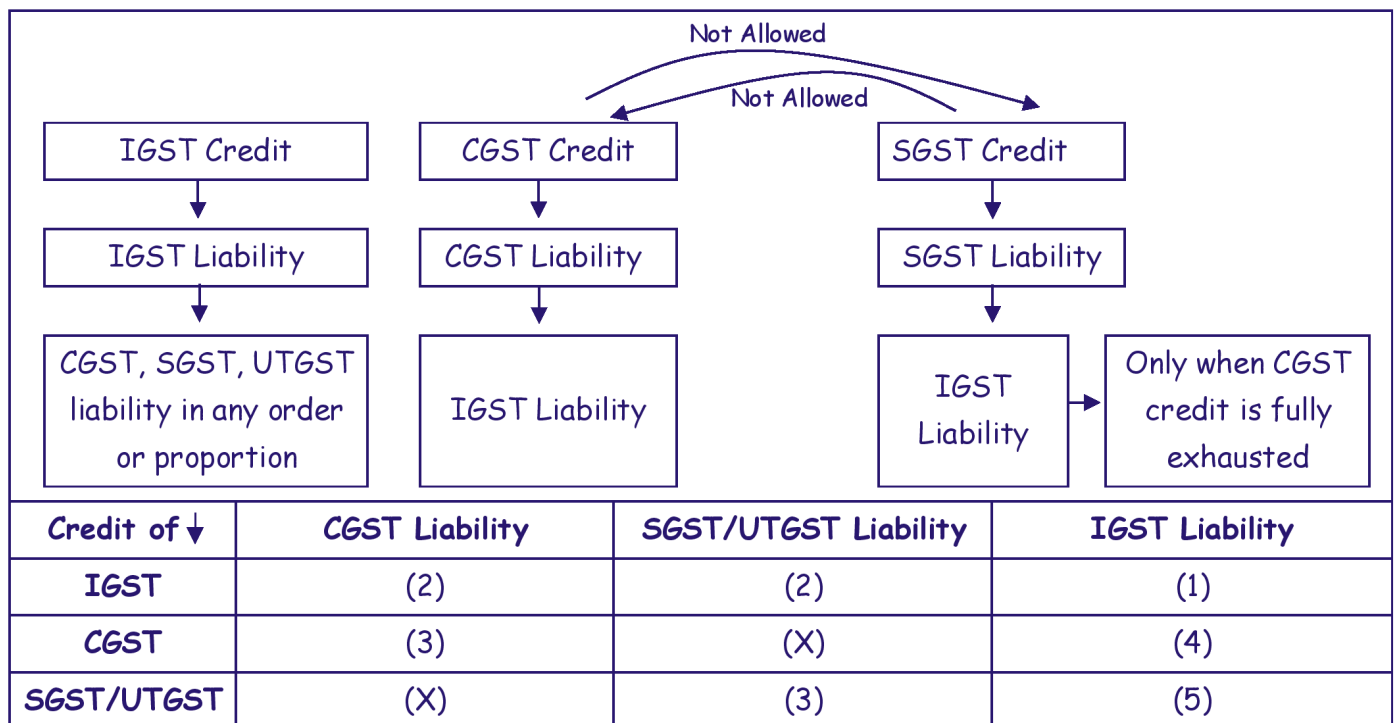 Not Allowed
Not Allowed
IGST Credit
CGST Credit
SGST Credit
IGST Liability
CGST Liability
SGST Liability
CGST, SGST, UTGST
liability in any order
or proportion
IGST Liability
IGST
Liability
Only when CGST
credit is fully
exhausted
Credit of ↓ CGST Liability SGST/UTGST Liability IGST Liability
IGST (2) (2) (1)
CGST (3) (X) (4)
SGST/UTGST (X) (3) (5)